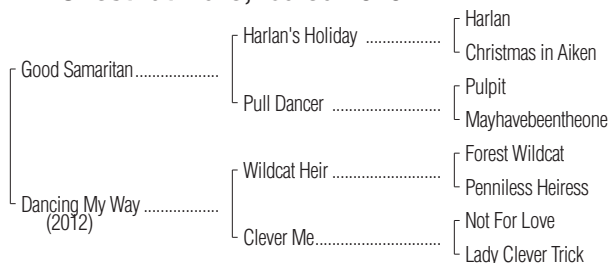 Harlan
Harlan's Holiday
Christmas in Aiken
Good Samaritan
Pulpit
Pull Dancer
Mayhavebeentheone
Forest Wildcat
Wildcat Heir
Penniless Heiress
Dancing My Way
(2012)
Not For Love
Clever Me
Lady Clever Trick